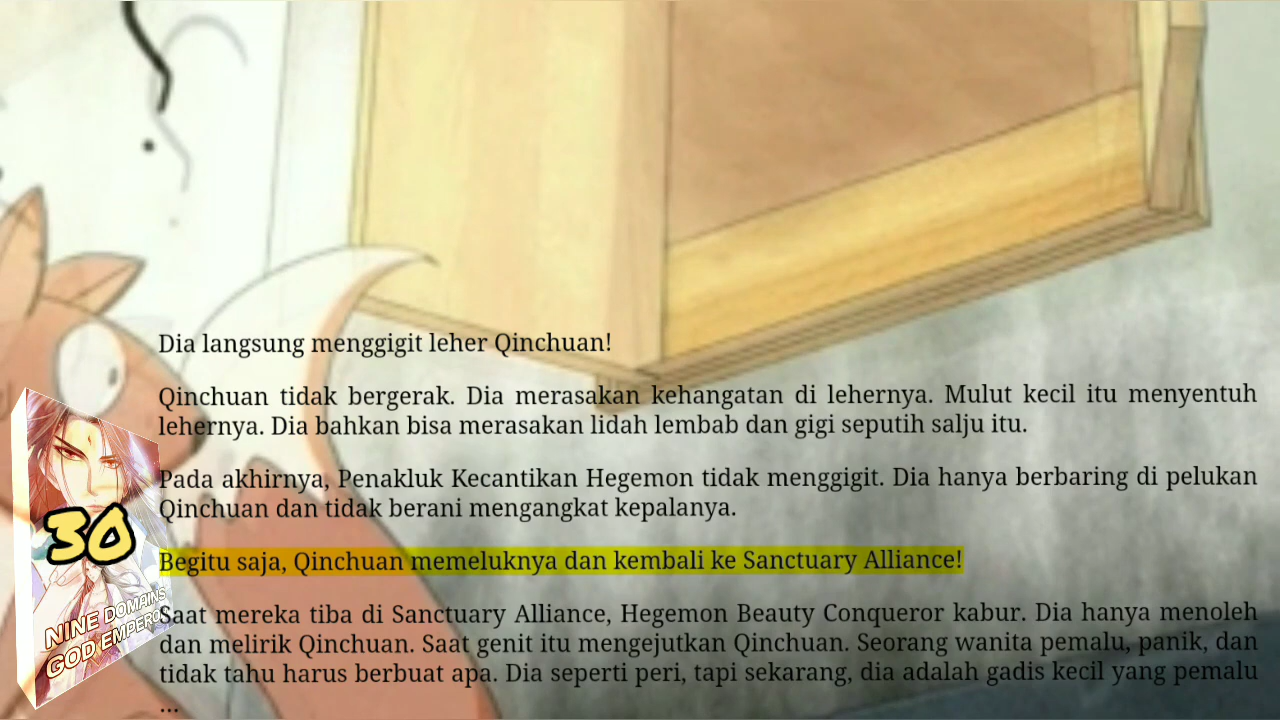 Dia langsung menggigit leher Qinchuan!
Qinchuan tidak bergerak. Dia merasakan kehangatan di lehernya. Mulut kecil itu menyentuh
lehernya. Dia bahkan bisa merasakan lidah lembab dan gigi seputih salju itu.
Pada akhirnya, Penakluk Kecantikan Hegemon tidak menggigit. Dia hanya berbaring di pelukan
Qinchuan dan tidak berani mengangkat kepalanya.
Begitu saja, Qinchuan memeluknya dan kembali ke Sanctuary Alliance!
Saat mereka tiba di Sanctuary Alliance, Hegemon Beauty Conqueror kabur. Dia hanya menoleh
dan melirik Qinchuan. Saat genit itu mengejutkan Qinchuan. Seorang wanita pemalu, panik, dan
tidak tahu harus berbuat apa. Dia seperti peri, tapi sekarang, dia adalah gadis kecil yang pemalu
...
30
NINE DOMAINS
GOD EMPEROR